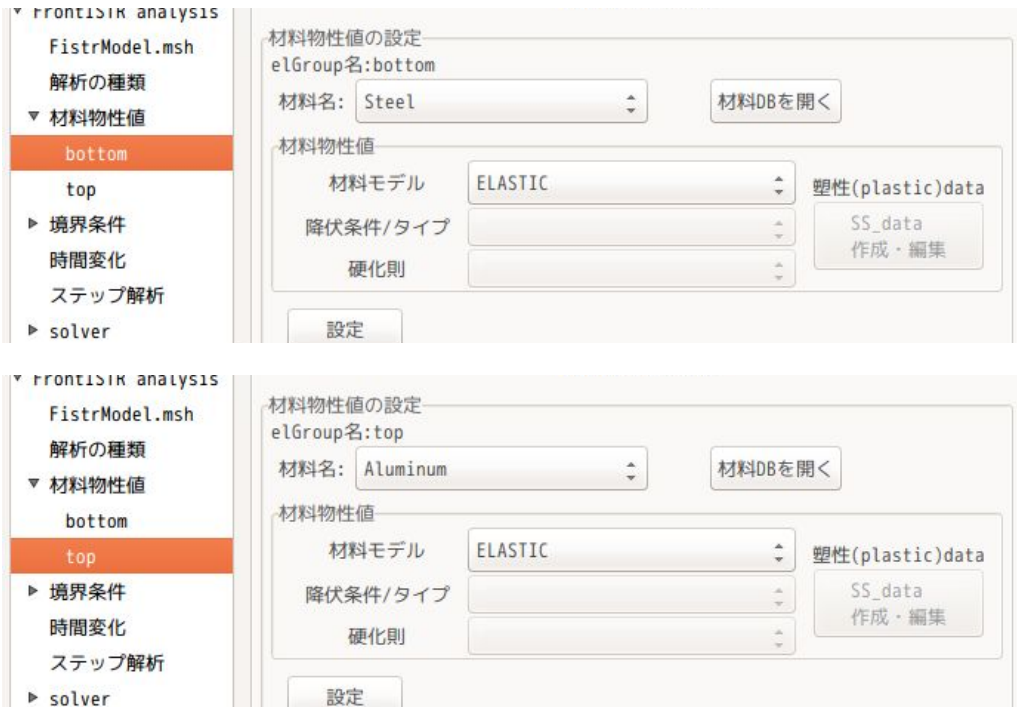 FrontISTR analysis
FistrModel.msh
解析の種類
材料物性値
bottom
top
境界条件
時間変化
ステップ解析
solver
材料物性値の設定
elGroup名:bottom
材料名: Steel 材料DBを開く
材料物性値
材料モデル ELASTIC
塑性(plastic)data
降伏条件/タイプ
SS_data
作成・編集
硬化則
設定
FrontISTR analysis
FistrModel.msh
解析の種類
材料物性値
bottom
top
境界条件
時間変化
ステップ解析
solver
材料物性値の設定
elGroup名:top
材料名: Aluminum 材料DBを開く
材料物性値
材料モデル ELASTIC
塑性(plastic)data
降伏条件/タイプ
SS_data
作成・編集
硬化則
設定